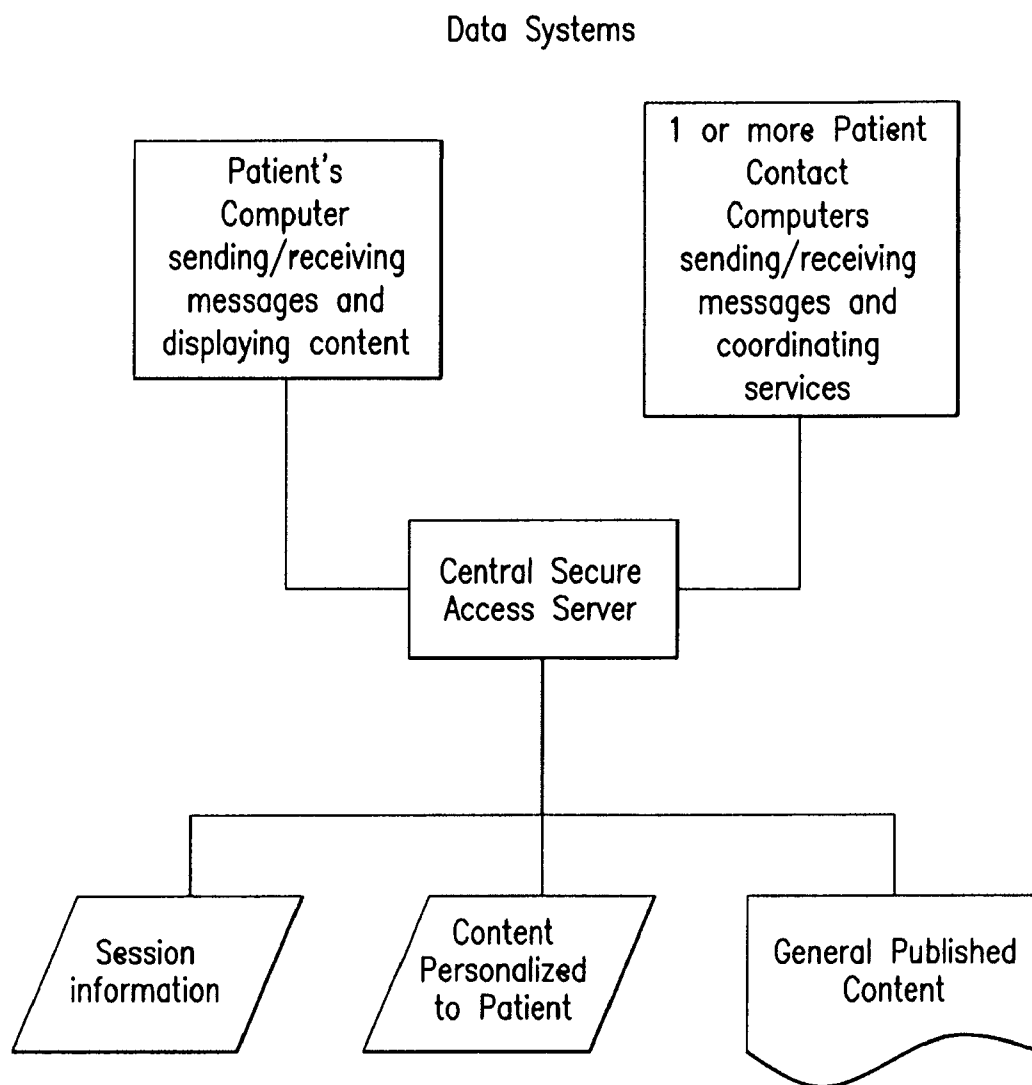 Data Systems
Patient's
Computer
sending/receiving
messages and
displaying content
1 or more Patient
Contact
Computers
sending/receiving
messages and
coordinating
services
Central Secure
Access Server
Session
information
Content
Personalized
to Patient
General Published
Content